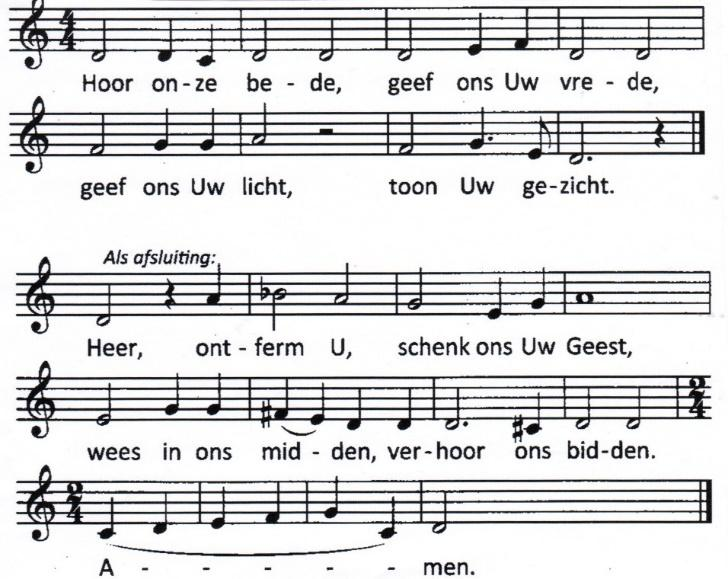 Hoor on-ze be - de, geef ons Uw vre - de,
geef ons Uw licht, toon Uw ge-zicht.
Als afsluiting:
Heer, ont - ferm U, schenk ons Uw Geest,
wees in ons mid - den, ver-hoor ons bid-den.
A - - - - - men.